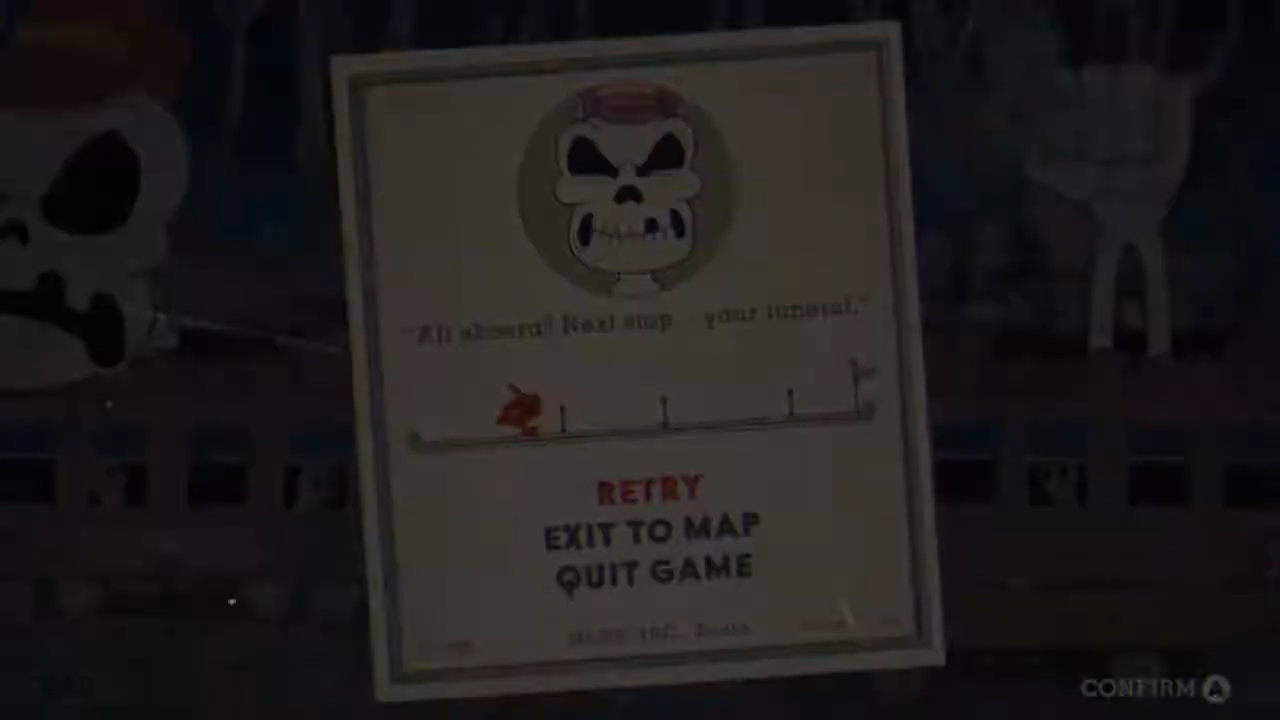 "All aboard!! Next stop - your funeral."
RETRY
EXIT TO MAP
QUIT GAME
CONFIRM A